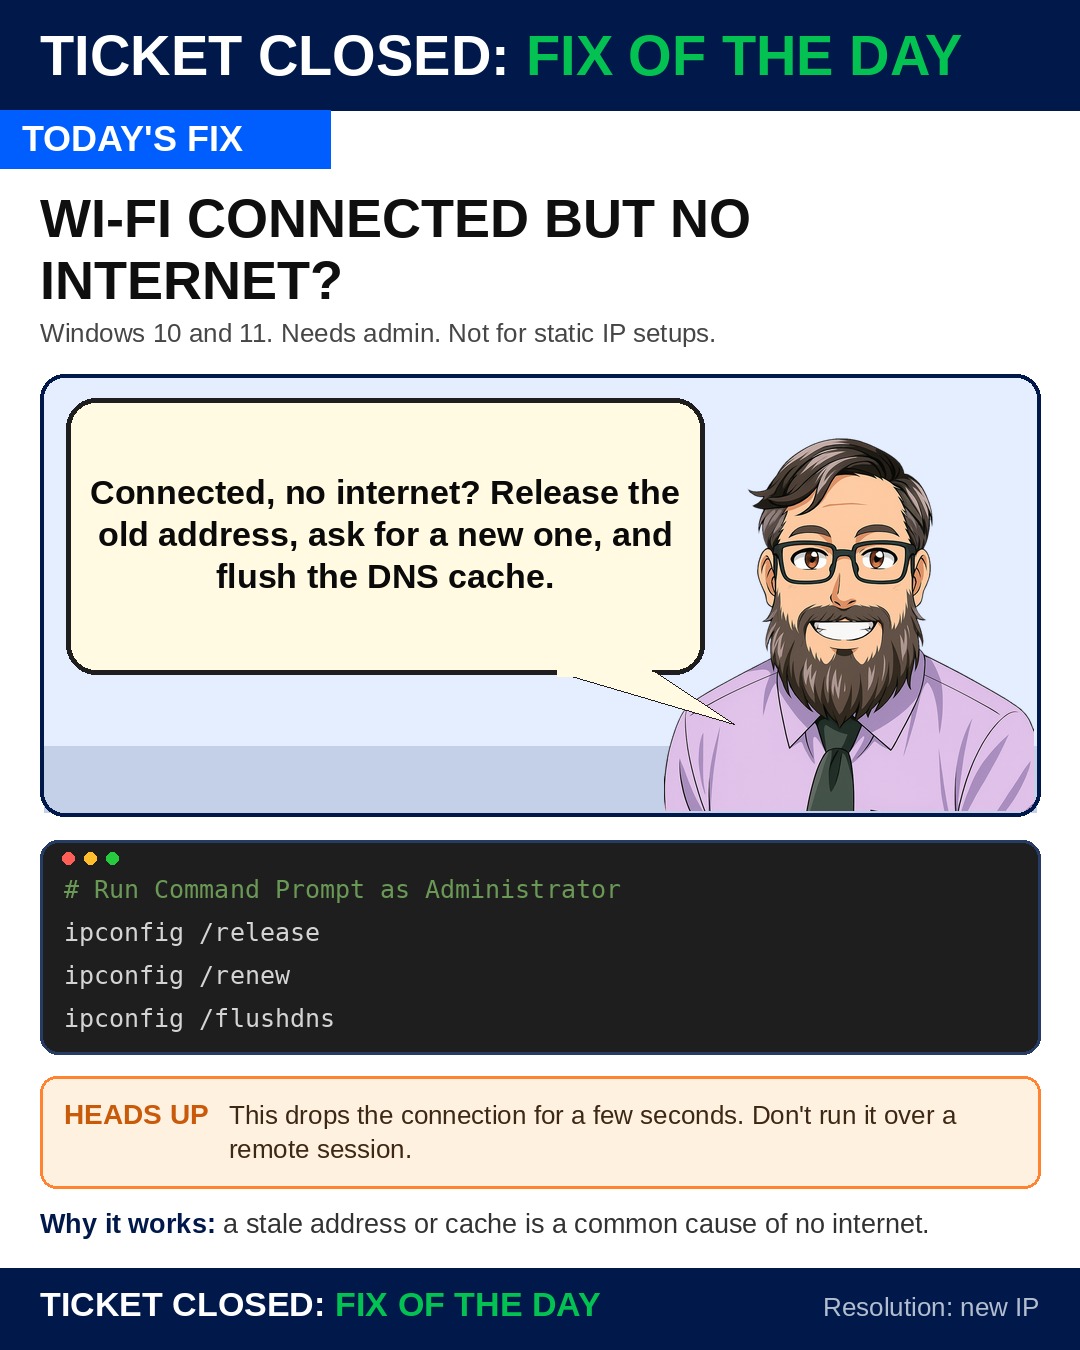 TICKET CLOSED: FIX OF THE DAY
TODAY'S FIX
WI-FI CONNECTED BUT NO
INTERNET?
Windows 10 and 11. Needs admin. Not for static IP setups.
Connected, no internet? Release the
old address, ask for a new one, and
flush the DNS cache.
# Run Command Prompt as Administrator
ipconfig /release
ipconfig /renew
ipconfig /flushdns
HEADS UP This drops the connection for a few seconds. Don't run it over a
remote session.
Why it works: a stale address or cache is a common cause of no internet.
TICKET CLOSED: FIX OF THE DAY
Resolution: new IP